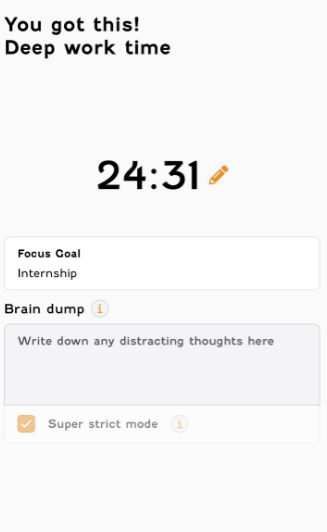 You got this!
Deep work time
24:31
Focus Goal
Internship
Brain dump i
Write down any distracting thoughts here
Super strict mode i